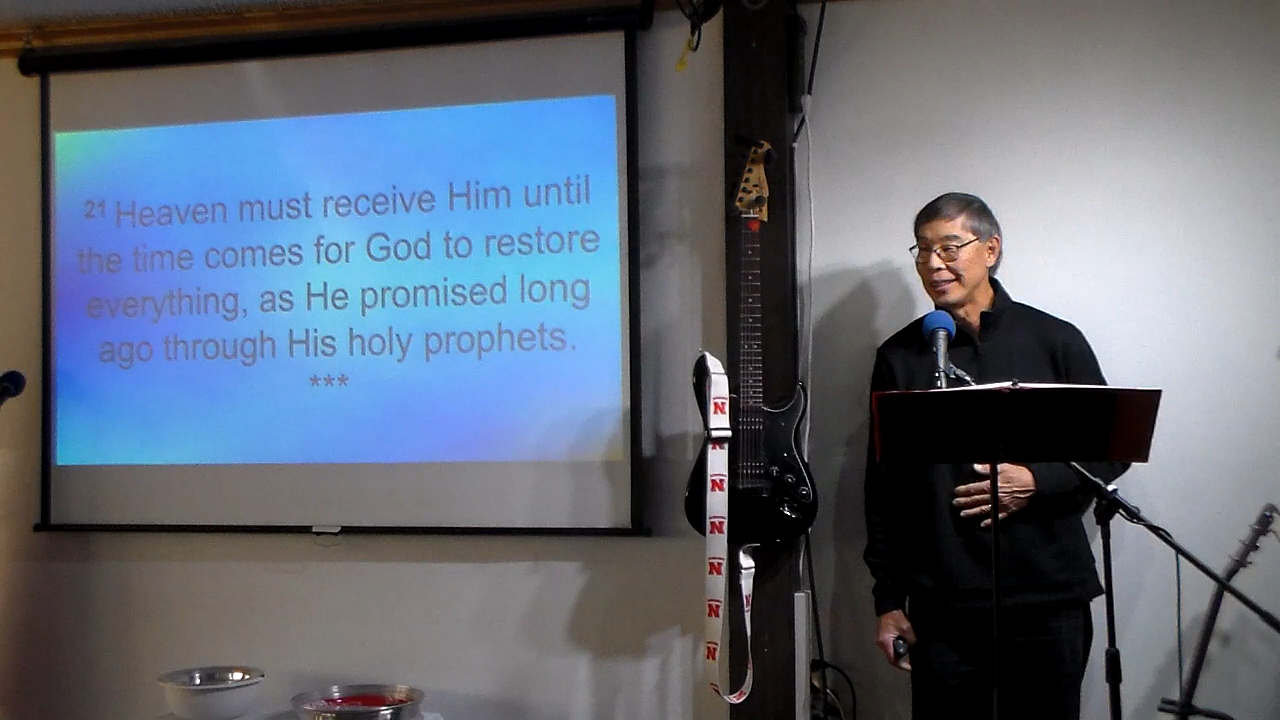 21 Heaven must receive Him until
the time comes for God to restore
everything, as He promised long
ago through His holy prophets.
***
N
N
N
N
N
N
N